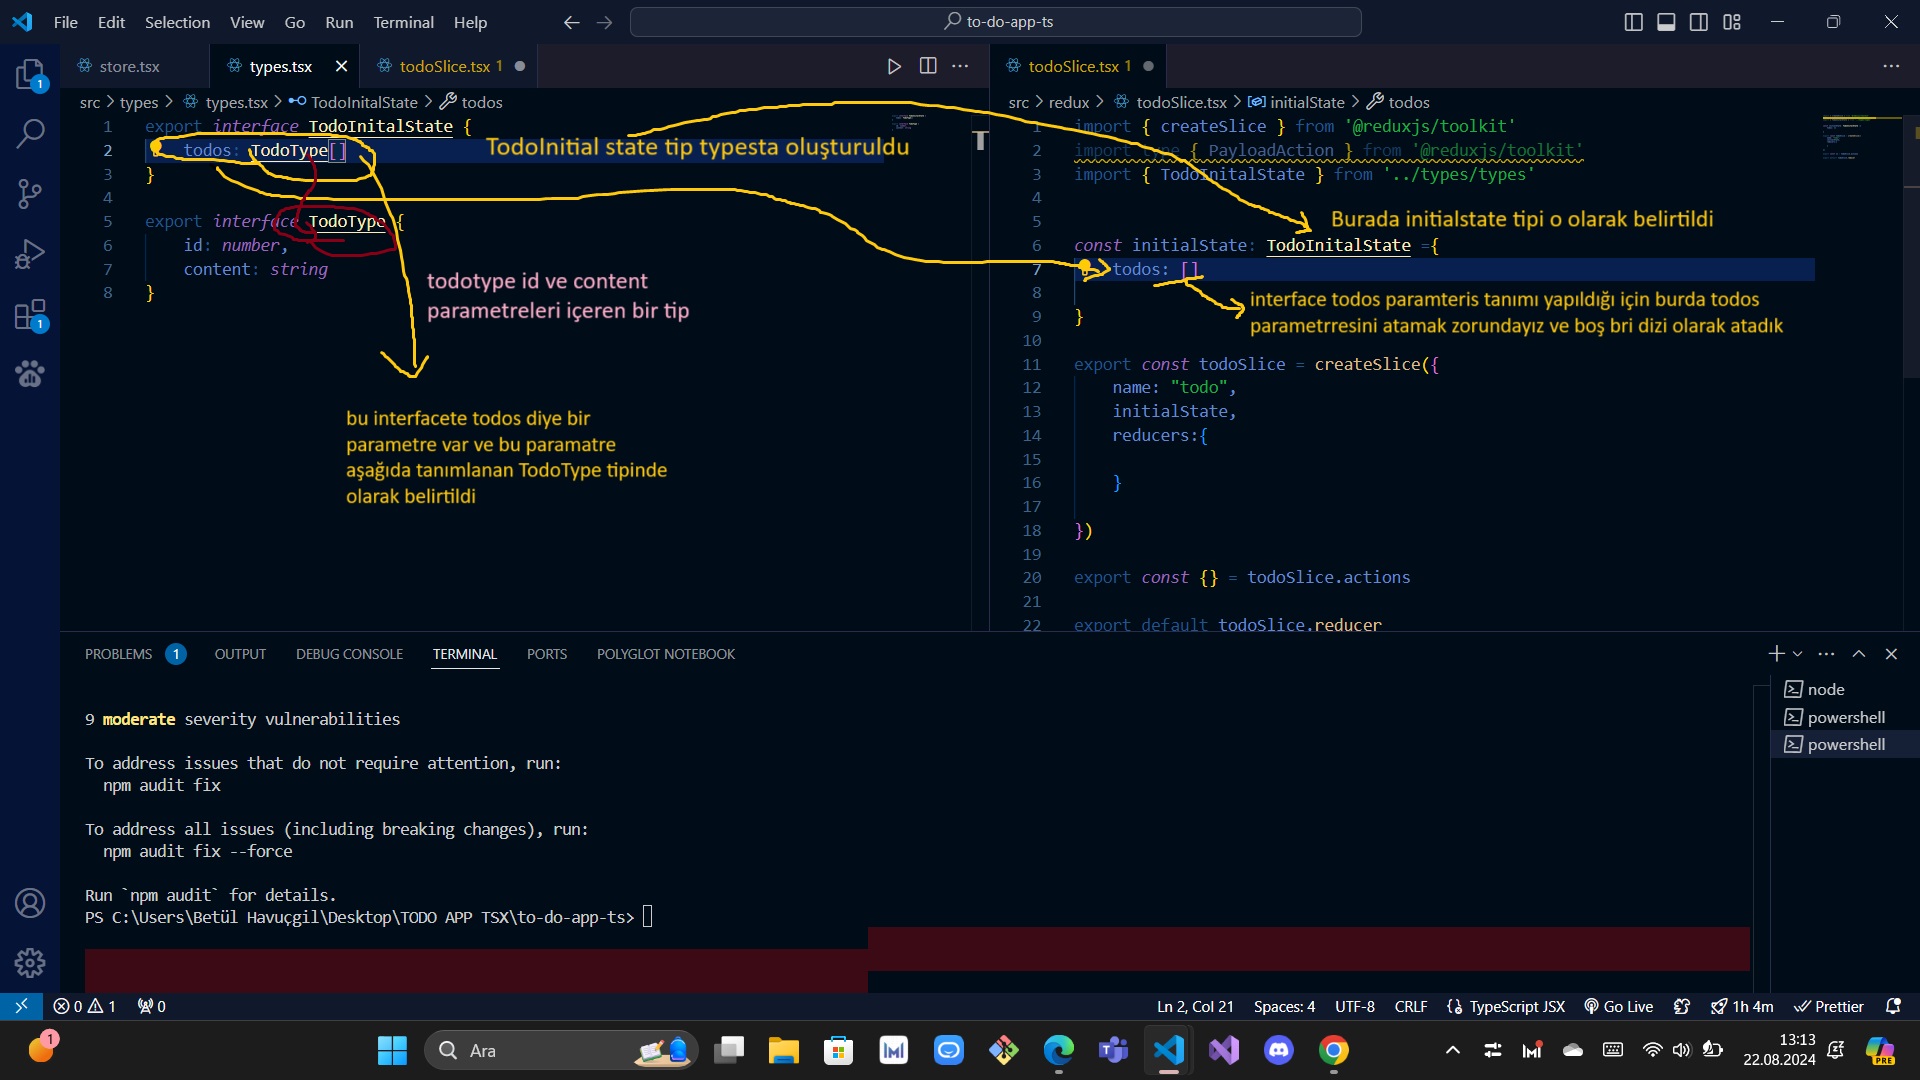 File Edit Selection View Go Run Terminal Help
to-do-app-ts
1
store.tsx
types.tsx
todoSlice.tsx 1
todoSlice.tsx 1
src > types > types.tsx > TodoInitalState > todos
1 export interface TodoInitalState {
2 todos: TodoType[]
3 }
4
5 export interface TodoType {
6 id: number,
7 content: string
8 }
TodoInitial state tip typesta oluşturuldu
todotype id ve content
parametreleri içeren bir tip
bu interfacete todos diye bir
parametre var ve bu paramatre
aşağıda tanımlanan TodoType tipinde
olarak belirtildi
T
src > redux > todoSlice.tsx > initialState > todos
1 import { createSlice } from '@reduxjs/toolkit'
2 import type { PayloadAction } from '@reduxjs/toolkit'
3 import { TodoInitalState } from '../types/types'
4
5
6 const initialState: TodoInitalState ={
7 todos: []
8
9 }
10
11 export const todoSlice = createSlice({
12 name: "todo",
13 initialState,
14 reducers:{
15
16 }
17
18 })
19
20 export const {} = todoSlice.actions
21
22 export default todoSlice.reducer
Burada initialstate tipi o olarak belirtildi
interface todos paramteris tanımı yapıldığı için burda todos
parametrresini atamak zorundayız ve boş bri dizi olarak atadık
1
PROBLEMS 1 OUTPUT DEBUG CONSOLE TERMINAL PORTS POLYGLOT NOTEBOOK
node
powershell
powershell
9 moderate severity vulnerabilities
To address issues that do not require attention, run:
npm audit fix
To address all issues (including breaking changes), run:
npm audit fix --force
Run `npm audit` for details.
PS C:\Users\Betül Havuçgil\Desktop\TODO APP TSX\to-do-app-ts>
0 1 0
Ln 2, Col 21 Spaces: 4 UTF-8 CRLF TypeScript JSX Go Live 1h 4m Prettier
1
Ara
PRE
13:13
22.08.2024